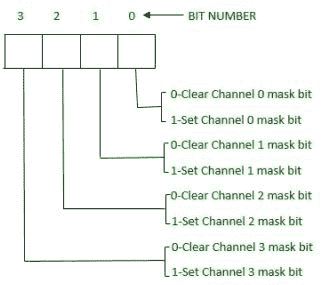 3 2 1 0 BIT NUMBER
0-Clear Channel 0 mask bit
1-Set Channel 0 mask bit
0-Clear Channel 1 mask bit
1-Set Channel 1 mask bit
0-Clear Channel 2 mask bit
1-Set Channel 2 mask bit
0-Clear Channel 3 mask bit
1-Set Channel 3 mask bit